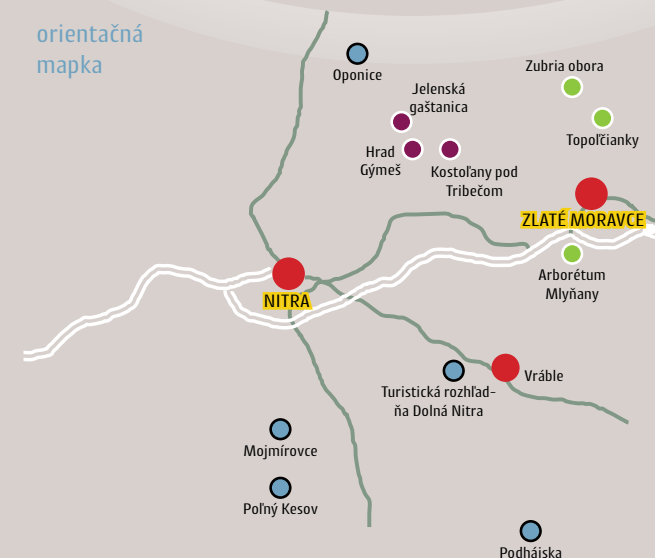 orientačná
mapka
Oponice
Zubria obora
Jelenská
gaštanica
Topoľčianky
Hrad
Gýmeš
Kostoľany pod
Tribečom
ZLATÉ MORAVCE
NITRA
Arborétum
Mlyňany
Vráble
Turistická rozhľad-
ňa Dolná Nitra
Mojmírovce
Poľný Kesov
Podhájska